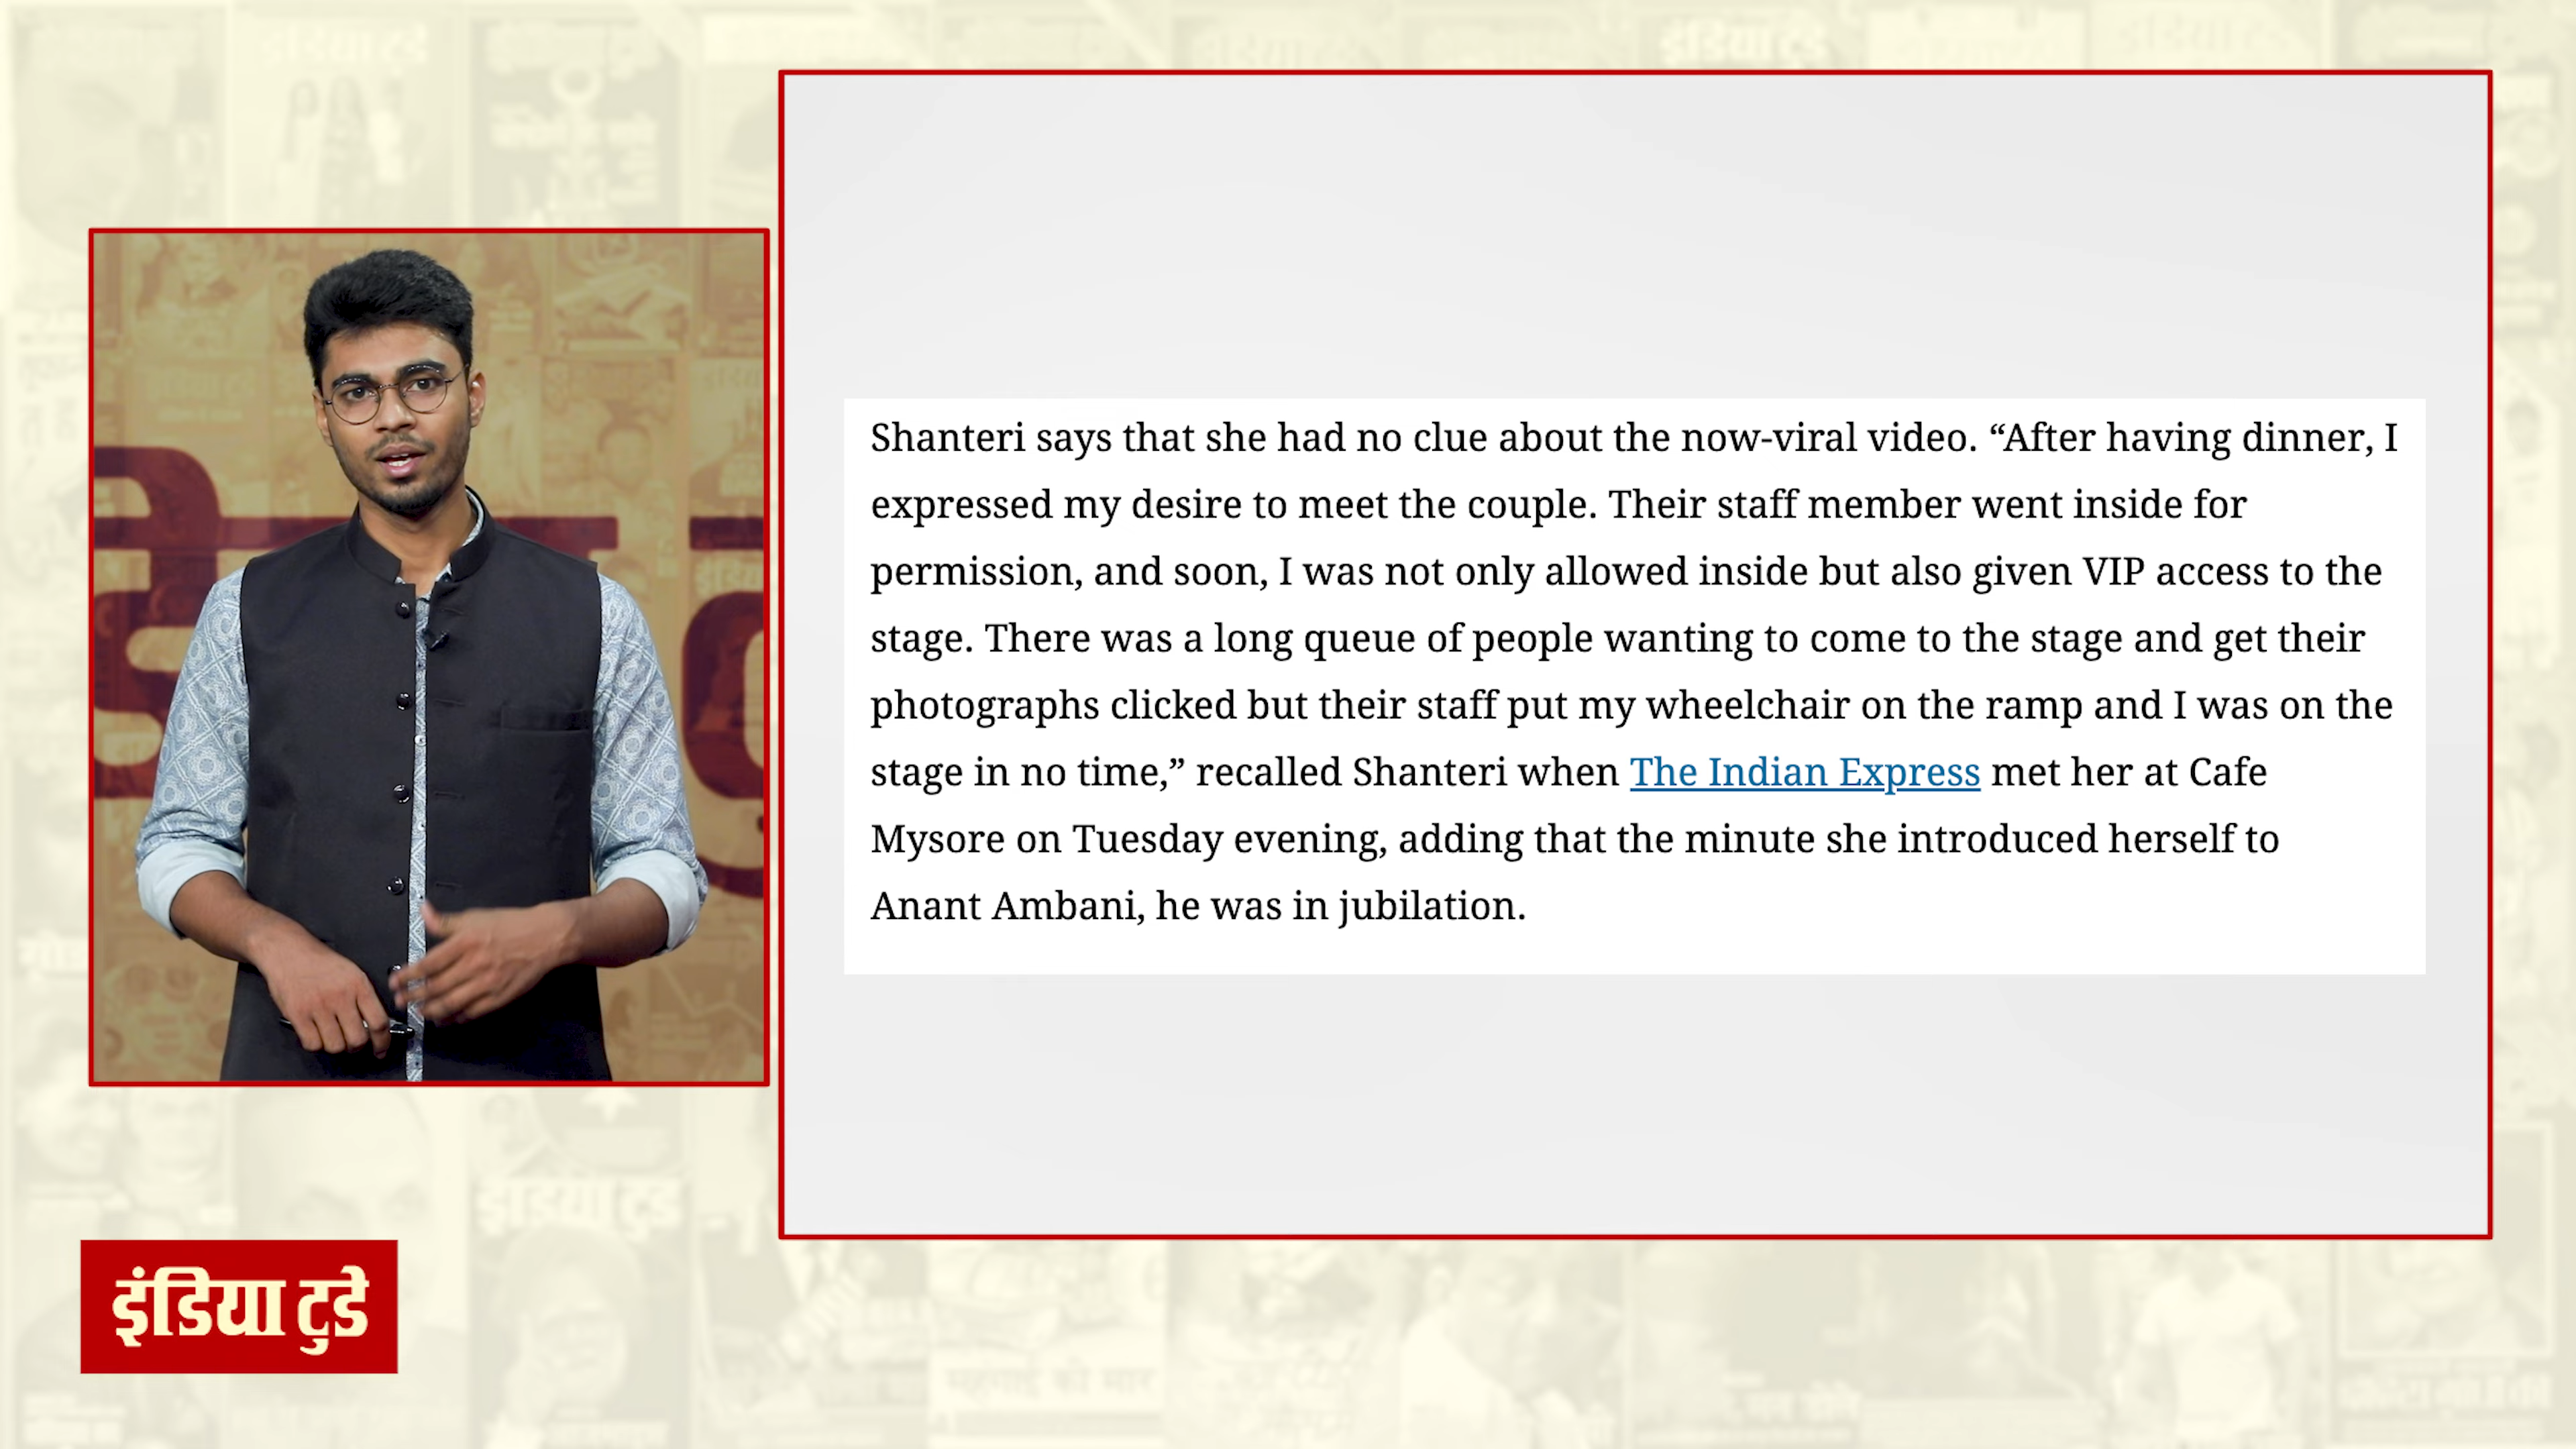 Shanteri says that she had no clue about the now-viral video. “After having dinner, I
expressed my desire to meet the couple. Their staff member went inside for
permission, and soon, I was not only allowed inside but also given VIP access to the
stage. There was a long queue of people wanting to come to the stage and get their
photographs clicked but their staff put my wheelchair on the ramp and I was on the
stage in no time,” recalled Shanteri when The Indian Express met her at Cafe
Mysore on Tuesday evening, adding that the minute she introduced herself to
Anant Ambani, he was in jubilation.
इंडिया टुडे